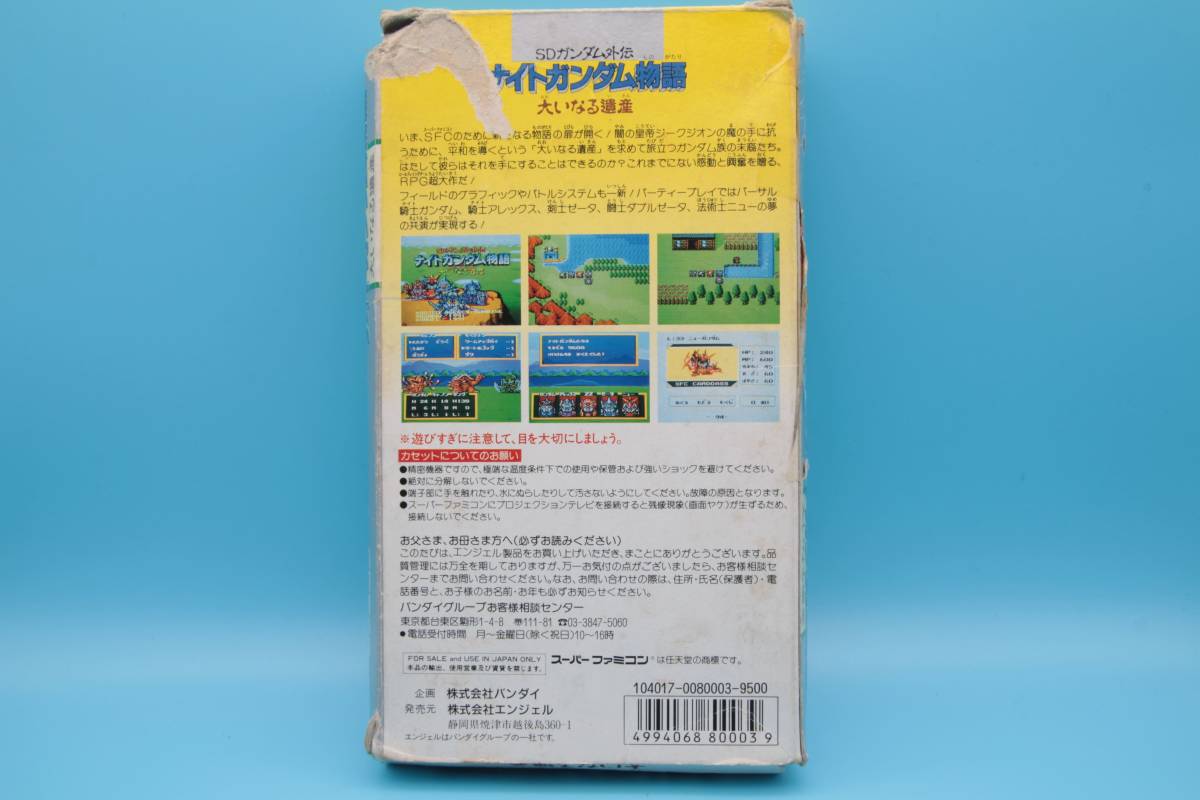 SDガンダム外伝
ナイトガンダム物語
大いなる遺産
いま、SFCのために新たなる物語の扉が開く!闇の皇帝ジークジオンの魔の手に抗
うために、平和を導くという「大いなる遺産」を求めて旅立つガンダム族の末裔たち。
はたして彼らはそれを手にすることはできるのか?これまでにない感動と興奮を贈る、
RPG超大作だ!
フィールドのグラフィックやバトルシステムも一新!パーティープレイではバーサル
騎士ガンダム、騎士アレックス、剣士ゼータ、闘士ダブルゼータ、法術士ニューの夢
の共演が実現する!
ナイトガンダム物語
HP: 240
MP: 600
SFC CARDDASS
※遊びすぎに注意して、目を大切にしましょう。
カセットについてのお願い
●精密機器ですので、極端な温度条件下での使用や保管および強いショックを避けてください。
●絶対に分解しないでください。
●端子部に手を触れたり、水にぬらしたりして汚さないようにしてください。故障の原因となります。
●スーパーファミコンにプロジェクションテレビを接続すると残像現象(画面ヤケ)が生ずるため、
接続しないでください。
お父さま、お母さま方へ(必ずお読みください)
このたびは、エンジェル製品をお買い上げいただき、まことにありがとうございます。品
質管理には万全を期しておりますが、万一お気付の点がございましたら、お客様相談セ
ンターまでお問い合わせください。なお、お問い合わせの際は、住所・氏名(保護者)・電
話番号と、お子様のお名前・お年も必ずお知らせください。
バンダイグループお客様相談センター
東京都台東区駒形1-4-8 〠111-81 ☎03-3847-5060
●電話受付時間 月〜金曜日(除く祝日)10〜16時
FOR SALE and USE IN JAPAN ONLY
本品の輸出、使用営業及び賃貸を禁じます。
スーパーファミコン®は任天堂の商標です。
企画 株式会社バンダイ
発売元 株式会社エンジェル
静岡県焼津市越後島360-1
エンジェルはバンダイグループの一社です。
104017-0080003-9500
4994068800039